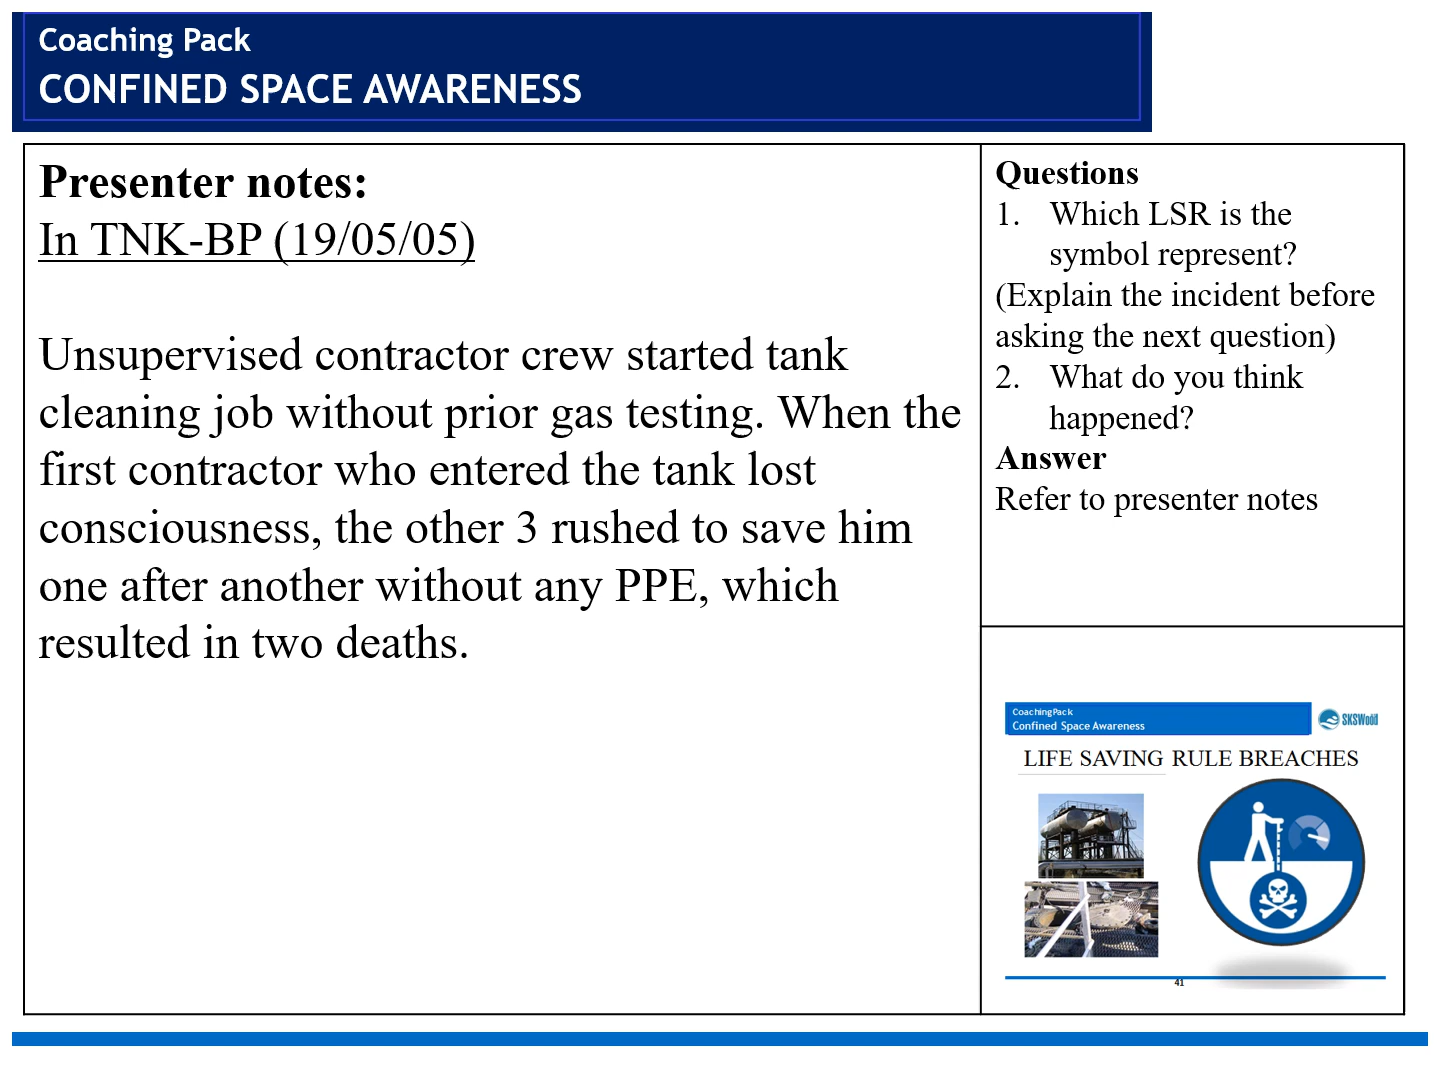 Coaching Pack
CONFINED SPACE AWARENESS
Presenter notes:
In TNK-BP (19/05/05)
Unsupervised contractor crew started tank
cleaning job without prior gas testing. When the
first contractor who entered the tank lost
consciousness, the other 3 rushed to save him
one after another without any PPE, which
resulted in two deaths.
Questions
1. Which LSR is the
symbol represent?
(Explain the incident before
asking the next question)
2. What do you think
happened?
Answer
Refer to presenter notes
Coaching Pack
Confined Space Awareness
SKSWood
LIFE SAVING RULE BREACHES
41